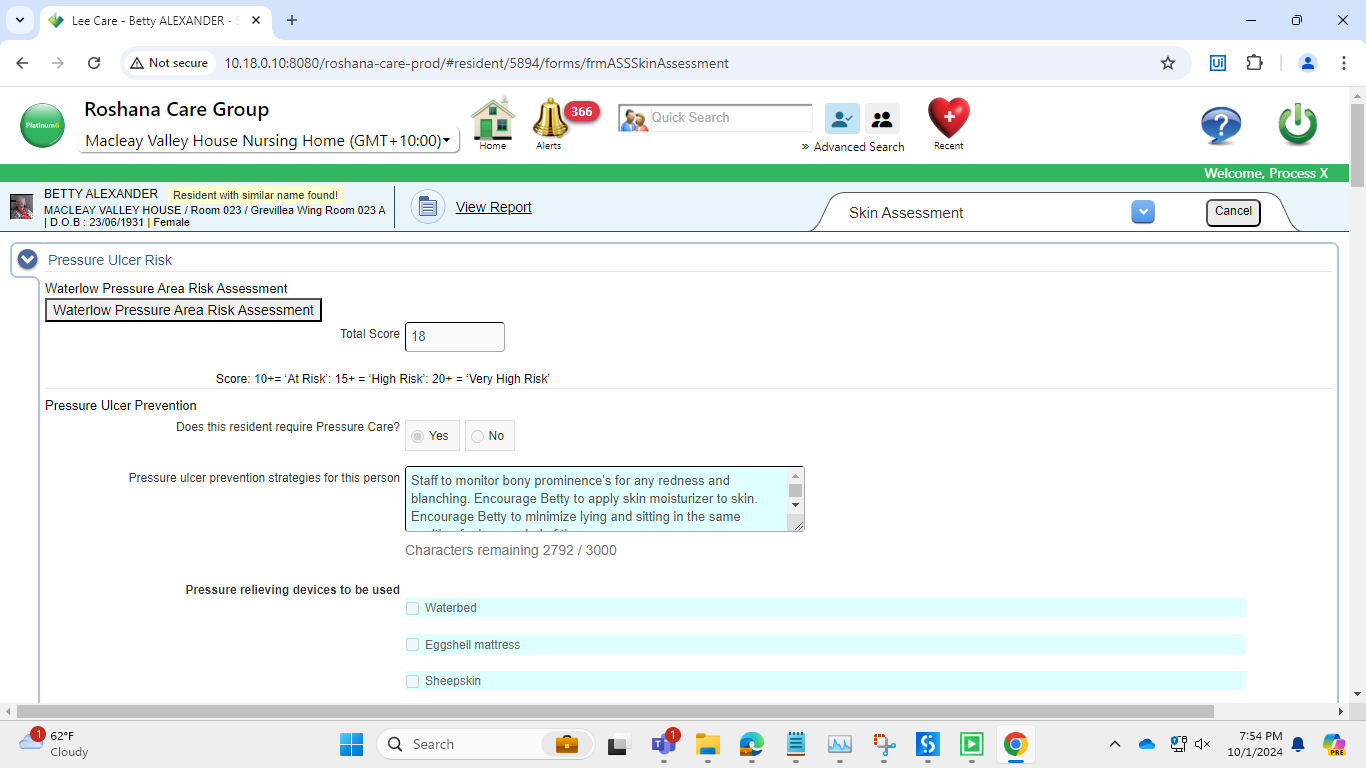 Lee Care - Betty ALEXANDER - S
Not secure
10.18.0.10:8080/roshana-care-prod/#resident/5894/forms/frmASSSkinAssessment
Platinum6
Roshana Care Group
Macleay Valley House Nursing Home (GMT+10:00)
Home
366
Alerts
Quick Search
» Advanced Search
Recent
Welcome, Process X
BETTY ALEXANDER
Resident with similar name found!
MACLEAY VALLEY HOUSE / Room 023 / Grevillea Wing Room 023 A
| D.O.B : 23/06/1931 | Female
View Report
Skin Assessment
Cancel
Pressure Ulcer Risk
Waterlow Pressure Area Risk Assessment
Waterlow Pressure Area Risk Assessment
Total Score
18
Score: 10+= ‘At Risk’: 15+ = ‘High Risk’: 20+ = ‘Very High Risk’
Pressure Ulcer Prevention
Does this resident require Pressure Care?
Yes
No
Pressure ulcer prevention strategies for this person
Staff to monitor bony prominence's for any redness and
blanching. Encourage Betty to apply skin moisturizer to skin.
Encourage Betty to minimize lying and sitting in the same
Characters remaining 2792 / 3000
Pressure relieving devices to be used
Waterbed
Eggshell mattress
Sheepskin
1
62°F
Cloudy
Search
1
7:54 PM
10/1/2024
PRE